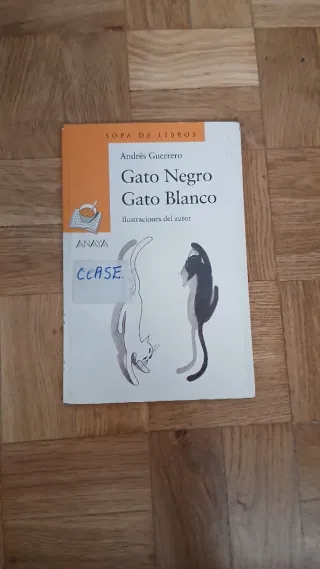 SOPA DE LIBROS
Andrés Guerrero
Gato Negro
Gato Blanco
Ilustraciones del autor
ANAYA
CLASE.